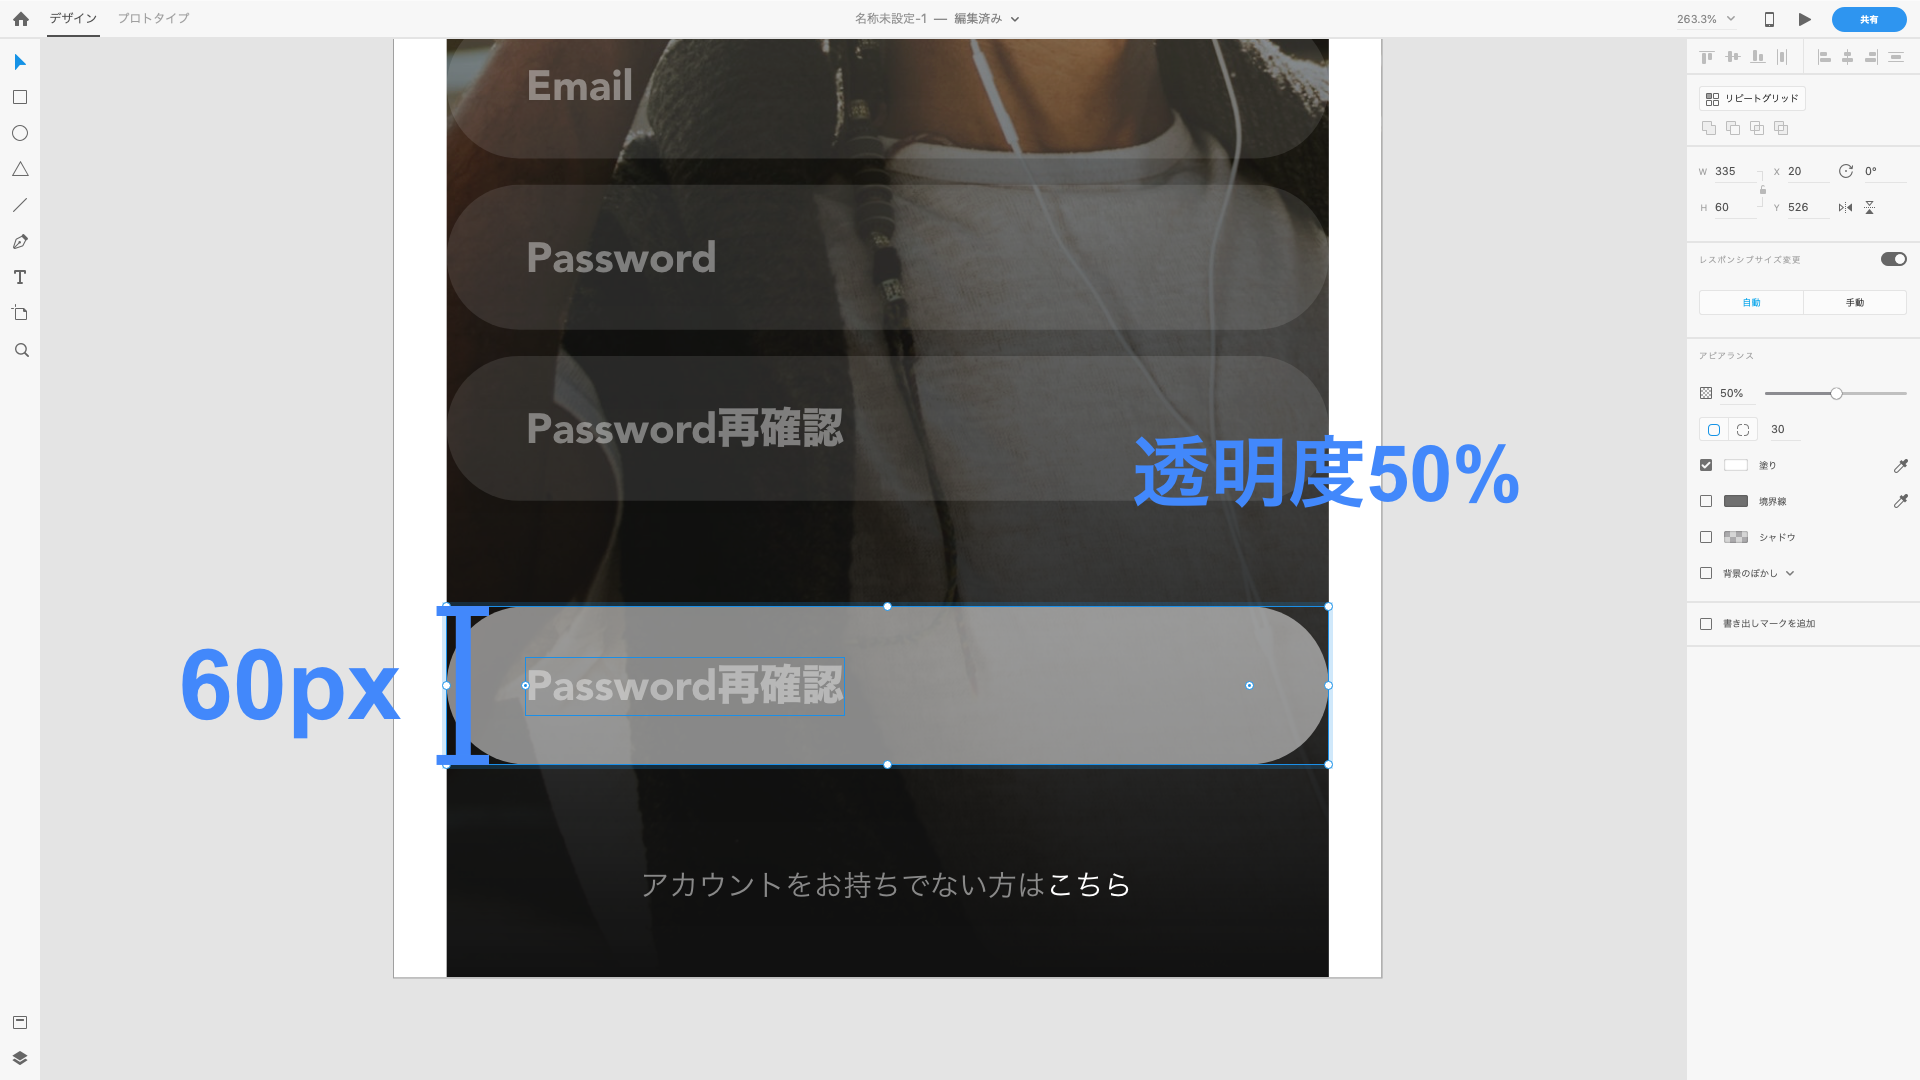 デザイン プロトタイプ 名称未設定-1 — 編集済み 263.3% 共有
リピートグリッド
W 335 X 20 0°
H 60 Y 526
レスポンシブサイズ変更
自動 手動
アピアランス
50%
30
塗り
境界線
シャドウ
背景のぼかし
書き出しマークを追加
Email
Password
Password再確認
透明度50%
60px
Password再確認
アカウントをお持ちでない方はこちら